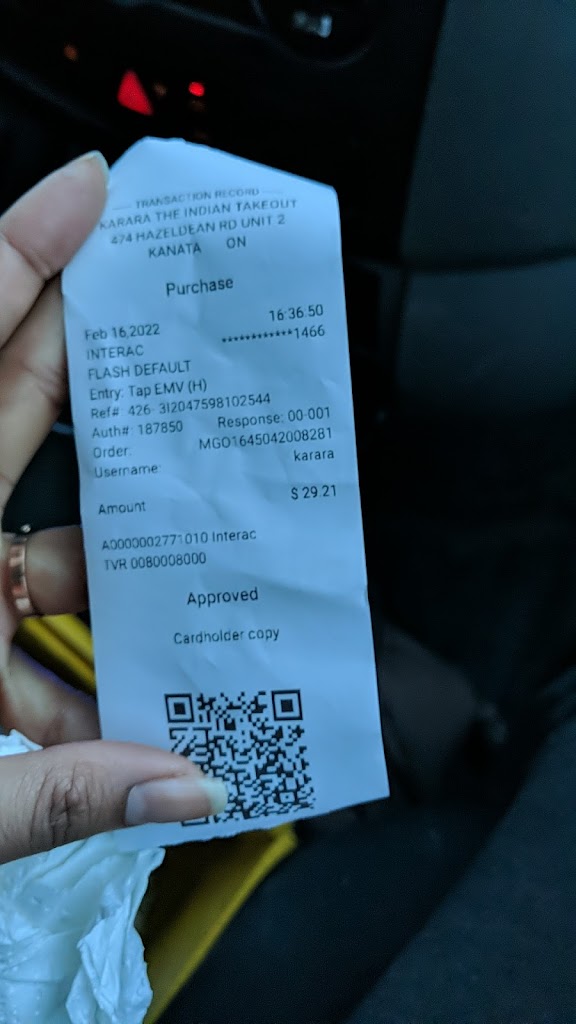 TRANSACTION RECORD
KARARA THE INDIAN TAKEOUT
474 HAZELDEAN RD UNIT 2
KANATA ON
Purchase
Feb 16,2022 16:36:50
INTERAC ************1466
FLASH DEFAULT
Entry: Tap EMV (H)
Ref#: 426- 3I2047598102544
Auth#: 187850 Response: 00-001
Order: MGO1645042008281
Username: karara
Amount $ 29.21
A0000002771010 Interac
TVR 0080008000
Approved
Cardholder copy